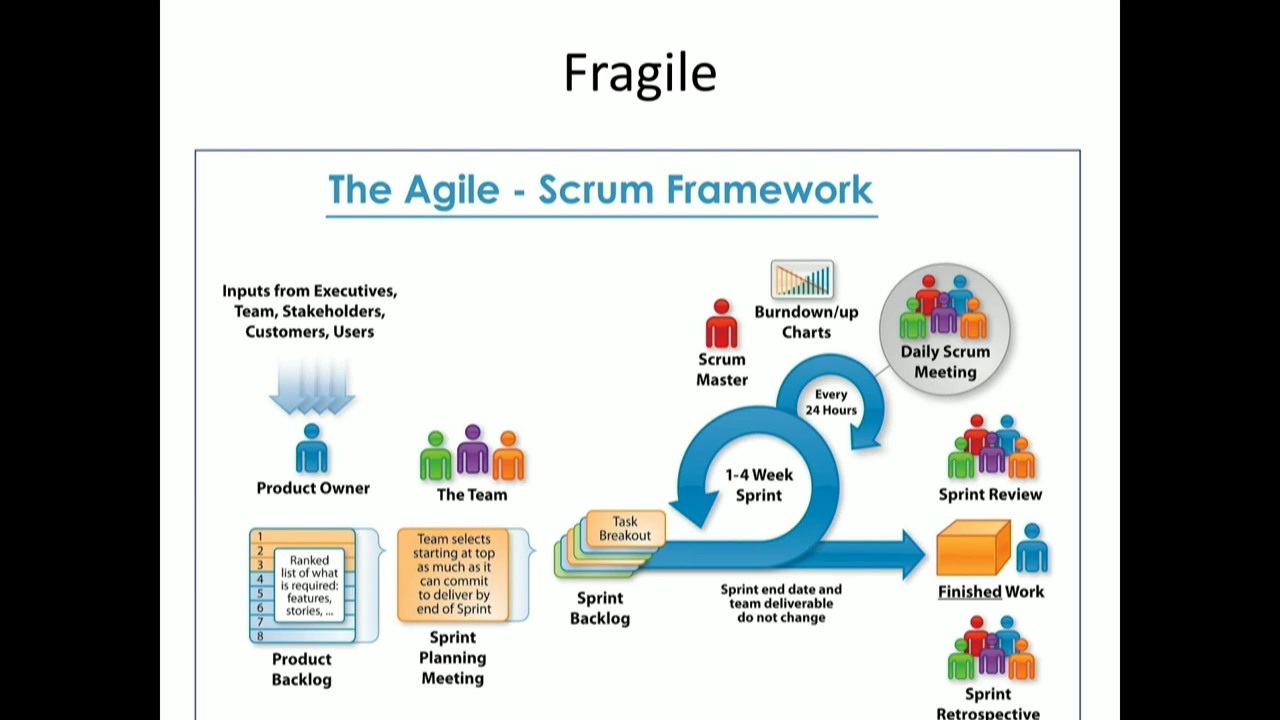 Fragile
The Agile - Scrum Framework
Inputs from Executives,
Team, Stakeholders,
Customers, Users
Product Owner
The Team
1
2
3
4
5
6
7
8
Ranked
list of what
is required:
features,
stories, ...
Product
Backlog
Team selects
starting at top
as much as it
can commit
to deliver by
end of Sprint
Sprint
Planning
Meeting
Task
Breakout
Sprint
Backlog
Scrum
Master
Burndown/up
Charts
Every
24 Hours
1-4 Week
Sprint
Daily Scrum
Meeting
Sprint end date and
team deliverable
do not change
Sprint Review
Finished Work
Sprint
Retrospective